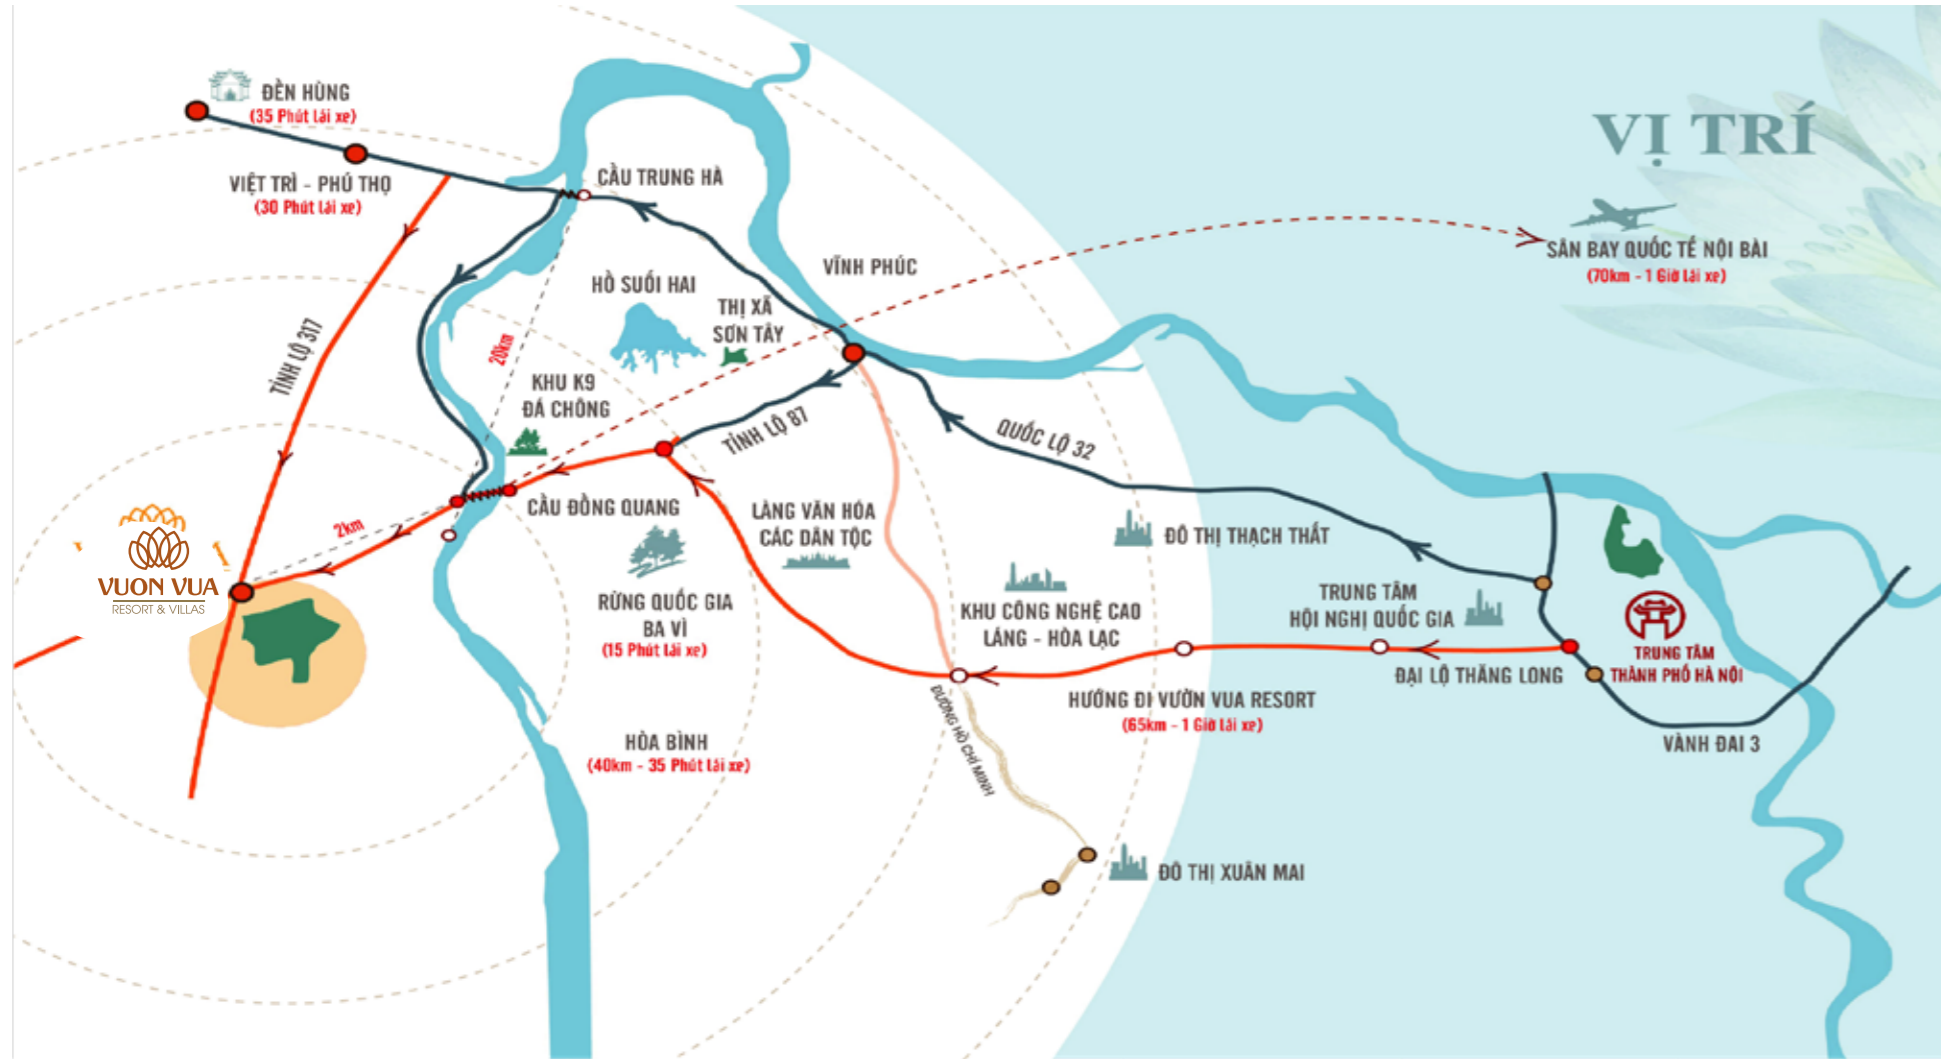 VỊ TRÍ
ĐỀN HÙNG
(35 Phút lái xe)
VIỆT TRÌ - PHÚ THỌ
(30 Phút lái xe)
CẦU TRUNG HÀ
SÂN BAY QUỐC TẾ NỘI BÀI
(70km - 1 Giờ lái xe)
VĨNH PHÚC
HỒ SUỐI HAI
THỊ XÃ
SƠN TÂY
TỈNH LỘ 317
20km
KHU K9
ĐÁ CHÔNG
TỈNH LỘ 87
QUỐC LỘ 32
CẦU ĐỒNG QUANG
LÀNG VĂN HÓA
CÁC DÂN TỘC
ĐÔ THỊ THẠCH THẤT
2km
VUON VUA
RESORT & VILLAS
RỪNG QUỐC GIA
BA VÌ
(15 Phút lái xe)
KHU CÔNG NGHỆ CAO
LÁNG - HÒA LẠC
TRUNG TÂM
HỘI NGHỊ QUỐC GIA
TRUNG TÂM
THÀNH PHỐ HÀ NỘI
ĐẠI LỘ THĂNG LONG
HƯỚNG ĐI VƯỜN VUA RESORT
(65km - 1 Giờ lái xe)
ĐƯỜNG HỒ CHÍ MINH
HÒA BÌNH
(40km - 35 Phút lái xe)
VÀNH ĐAI 3
ĐÔ THỊ XUÂN MAI